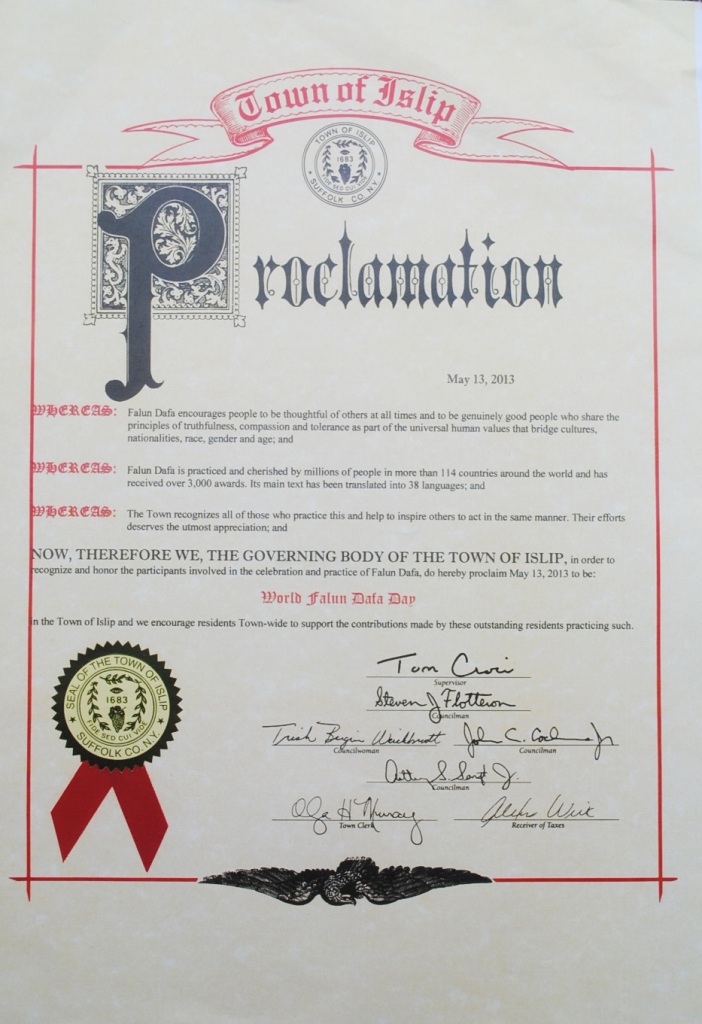 Town of Islip
TOWN OF ISLIP
1683
SUFFOLK CO. N.Y.
Proclamation
May 13, 2013
WHEREAS: Falun Dafa encourages people to be thoughtful of others at all times and to be genuinely good people who share the
principles of truthfulness, compassion and tolerance as part of the universal human values that bridge cultures,
nationalities, race, gender and age; and
WHEREAS: Falun Dafa is practiced and cherished by millions of people in more than 114 countries around the world and has
received over 3,000 awards. Its main text has been translated into 38 languages; and
WHEREAS: The Town recognizes all of those who practice this and help to inspire others to act in the same manner. Their efforts
deserves the utmost appreciation; and
NOW, THEREFORE WE, THE GOVERNING BODY OF THE TOWN OF ISLIP, in order to
recognize and honor the participants involved in the celebration and practice of Falun Dafa, do hereby proclaim May 13, 2013 to be:
World Falun Dafa Day
in the Town of Islip and we encourage residents Town-wide to support the contributions made by these outstanding residents practicing such.
SEAL OF THE TOWN OF ISLIP
1683
SUFFOLK CO. N.Y.
Tom Croci
Supervisor
Steven J Flotteron
Councilman
Trish Bergin Weichbrodt John C. Cochrane Jr
Councilwoman Councilman
Councilman
Olga H Murray
Town Clerk Receiver of Taxes